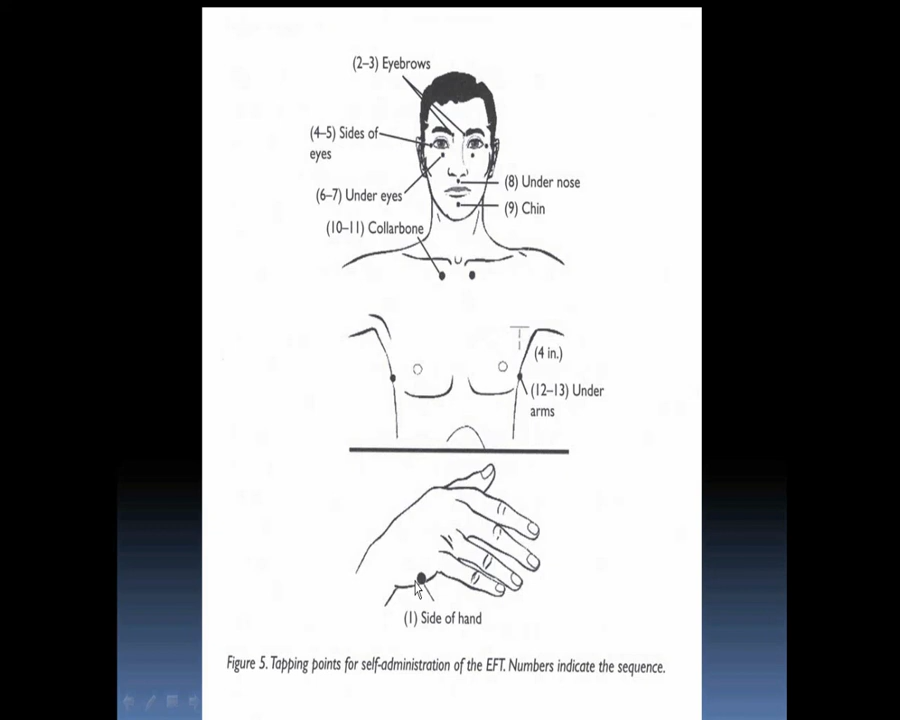 (2–3) Eyebrows
(4–5) Sides of
eyes
(6–7) Under eyes
(8) Under nose
(9) Chin
(10–11) Collarbone
(4 in.)
(12–13) Under
arms
(1) Side of hand
Figure 5. Tapping points for self-administration of the EFT. Numbers indicate the sequence.